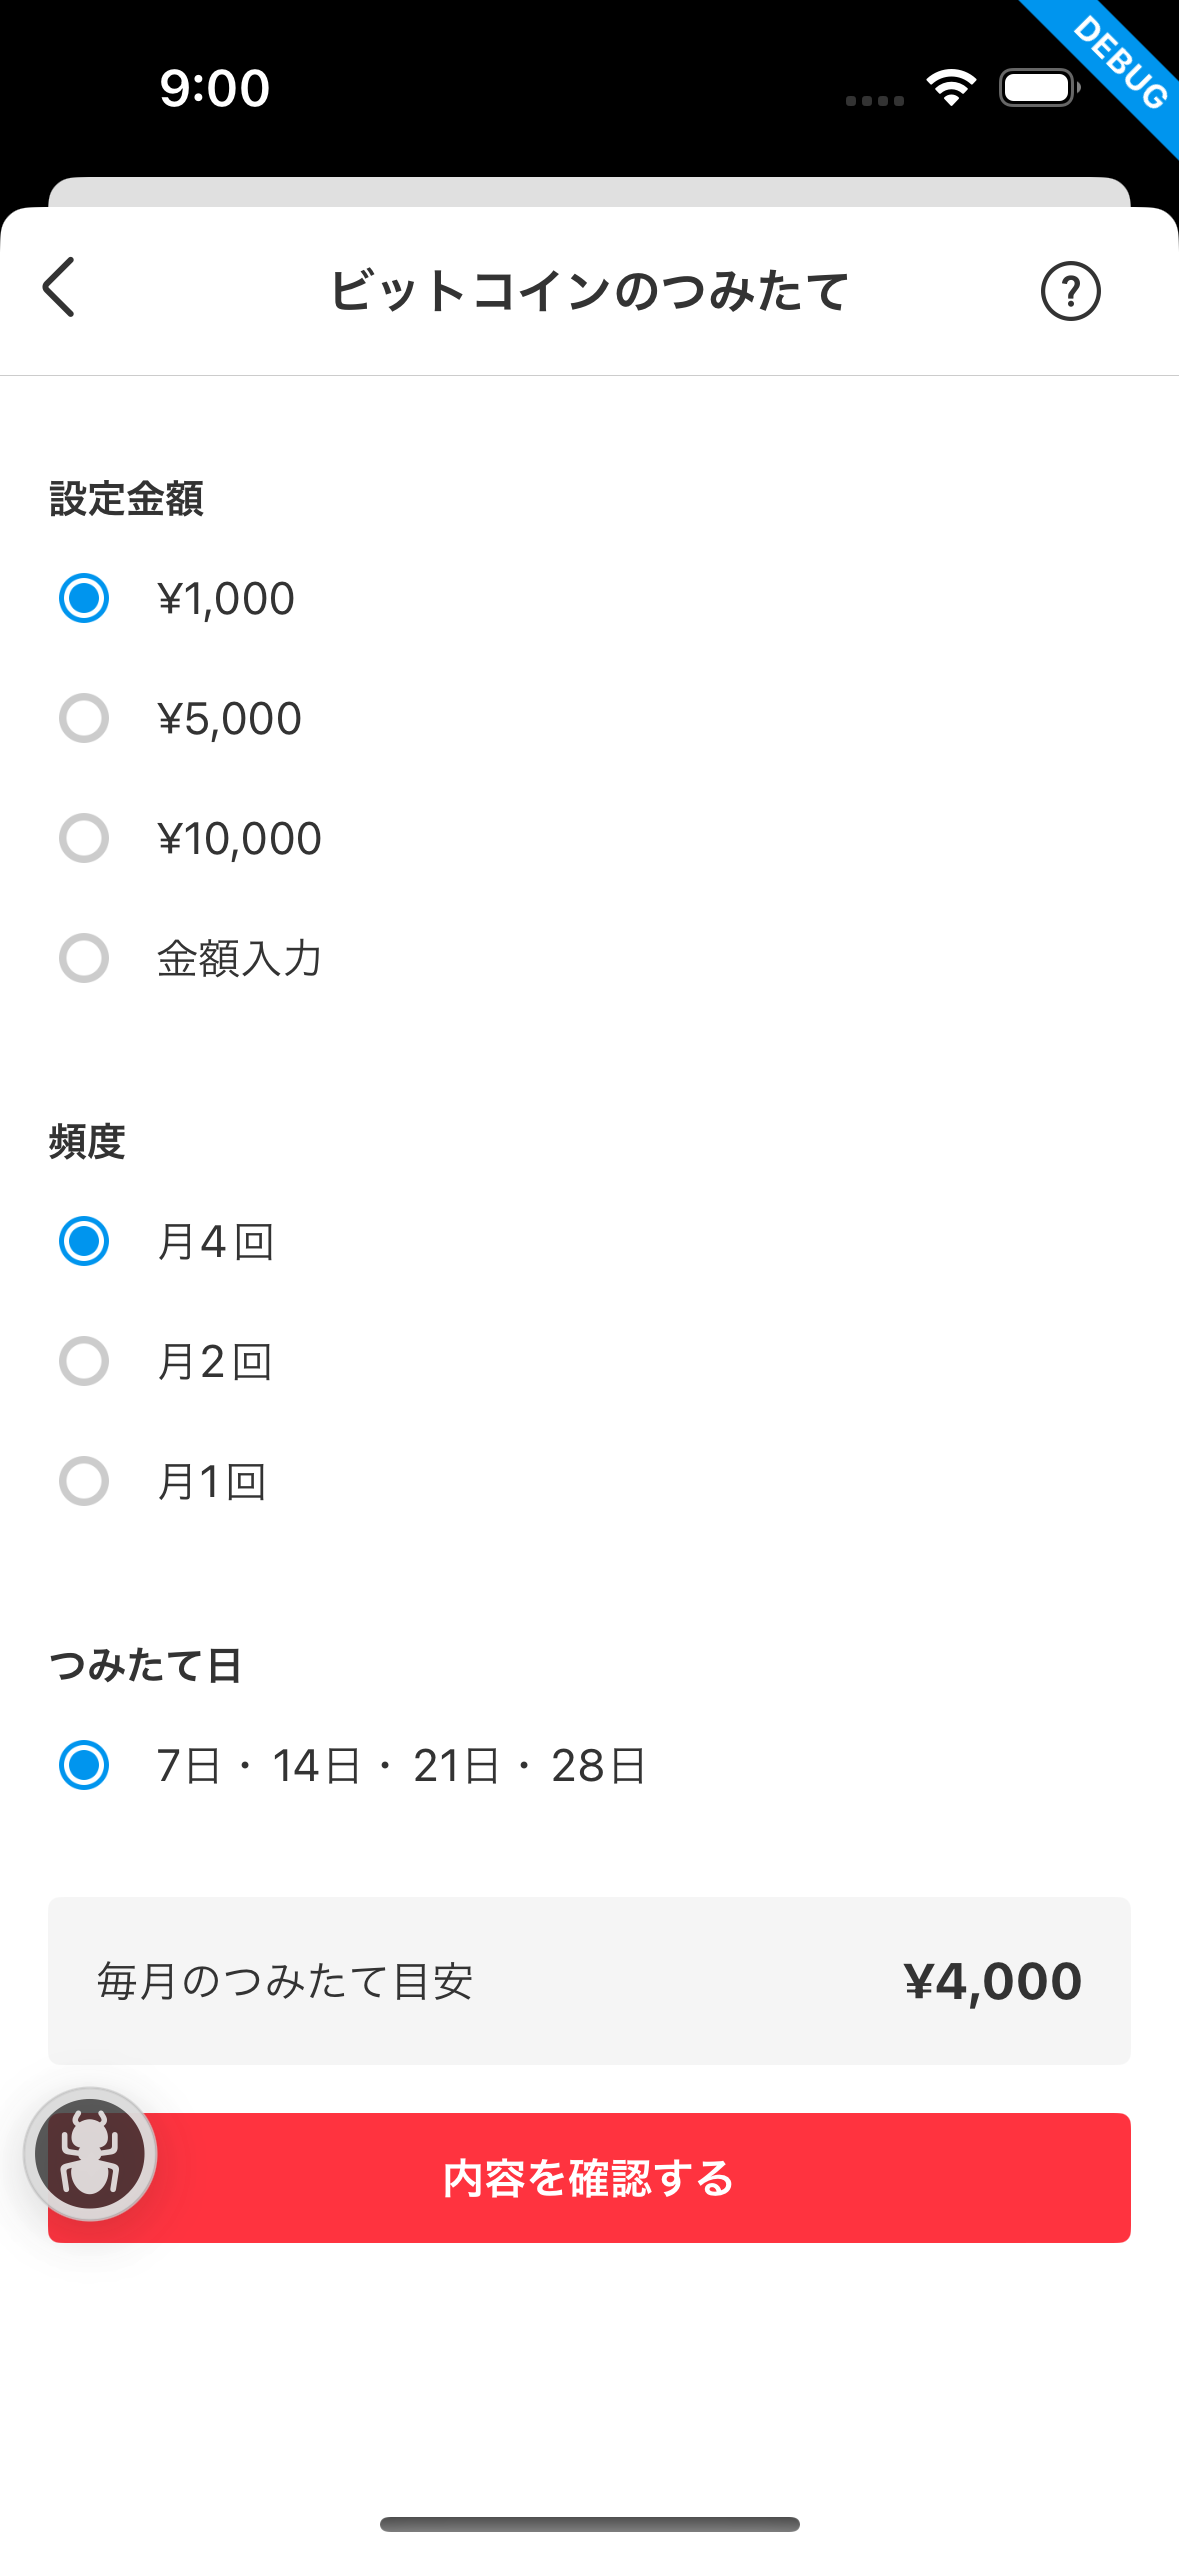 9:00
DEBUG
ビットコインのつみたて
?
設定金額
¥1,000
¥5,000
¥10,000
金額入力
頻度
月4回
月2回
月1回
つみたて日
7日・14日・21日・28日
毎月のつみたて目安 ¥4,000
内容を確認する